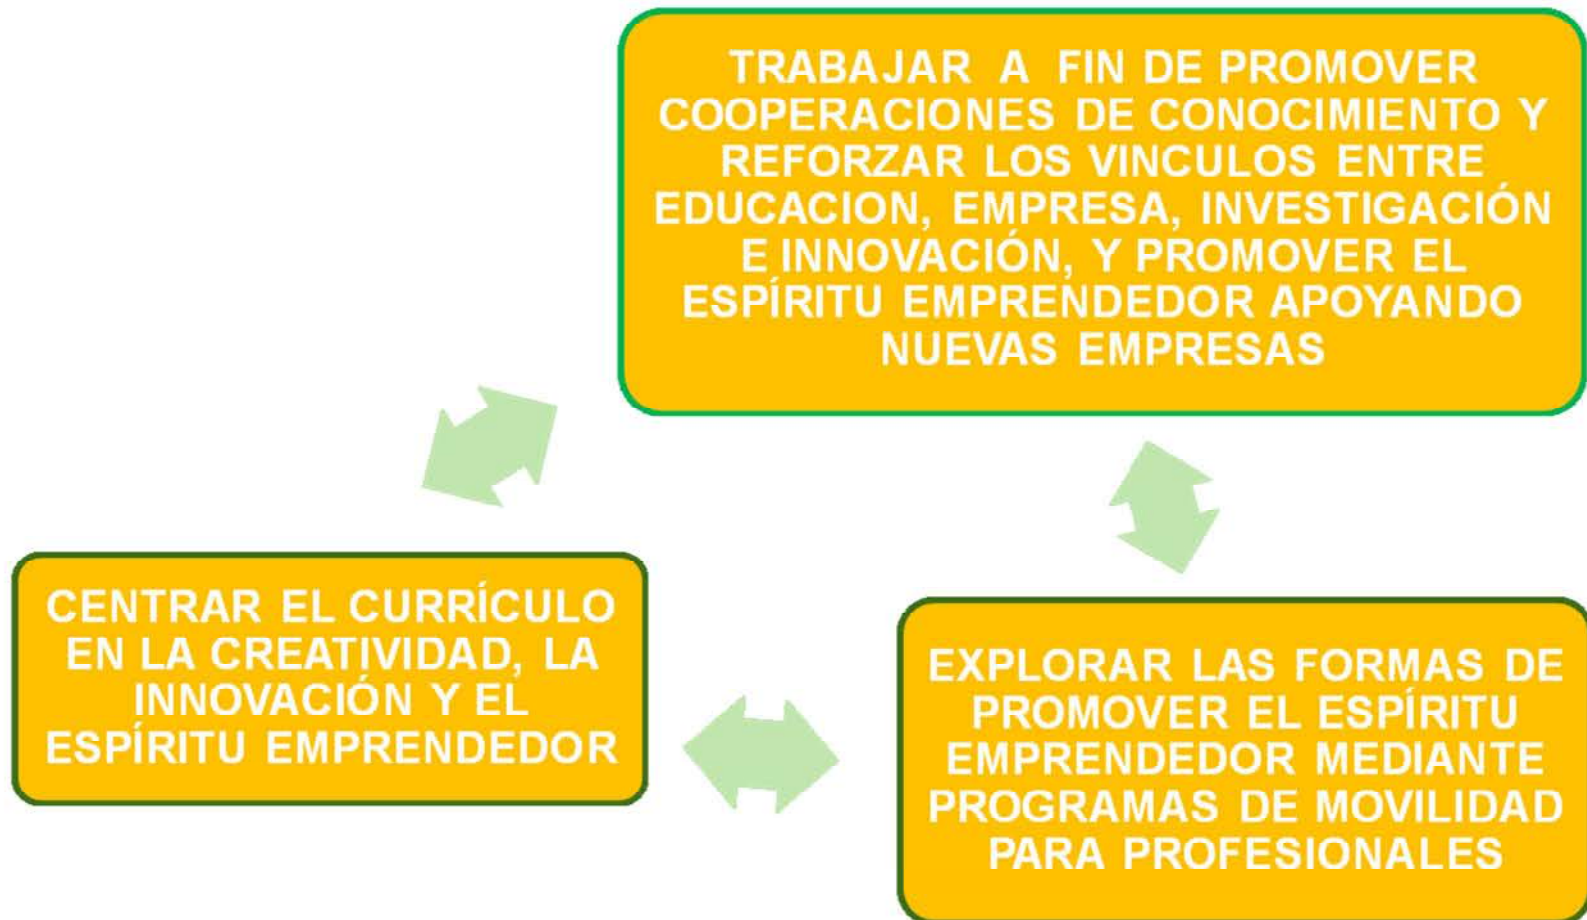 TRABAJAR A FIN DE PROMOVER
COOPERACIONES DE CONOCIMIENTO Y
REFORZAR LOS VINCULOS ENTRE
EDUCACION, EMPRESA, INVESTIGACIÓN
E INNOVACIÓN, Y PROMOVER EL
ESPÍRITU EMPRENDEDOR APOYANDO
NUEVAS EMPRESAS
CENTRAR EL CURRÍCULO
EN LA CREATIVIDAD, LA
INNOVACIÓN Y EL
ESPÍRITU EMPRENDEDOR
EXPLORAR LAS FORMAS DE
PROMOVER EL ESPÍRITU
EMPRENDEDOR MEDIANTE
PROGRAMAS DE MOVILIDAD
PARA PROFESIONALES